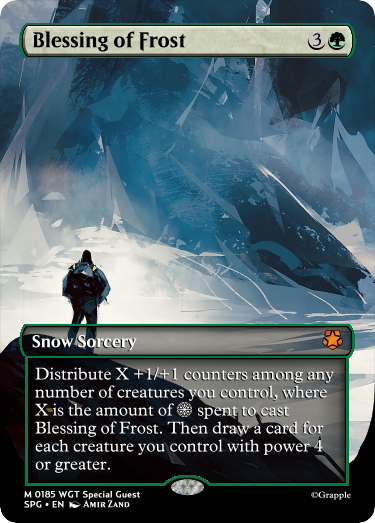 Blessing of Frost 3
Snow Sorcery
Distribute X +1/+1 counters among any
number of creatures you control, where
X is the amount of spent to cast
Blessing of Frost. Then draw a card for
each creature you control with power 4
or greater.
M 0185 WGT Special Guest
SPG • EN Amir Zand
©Grapple